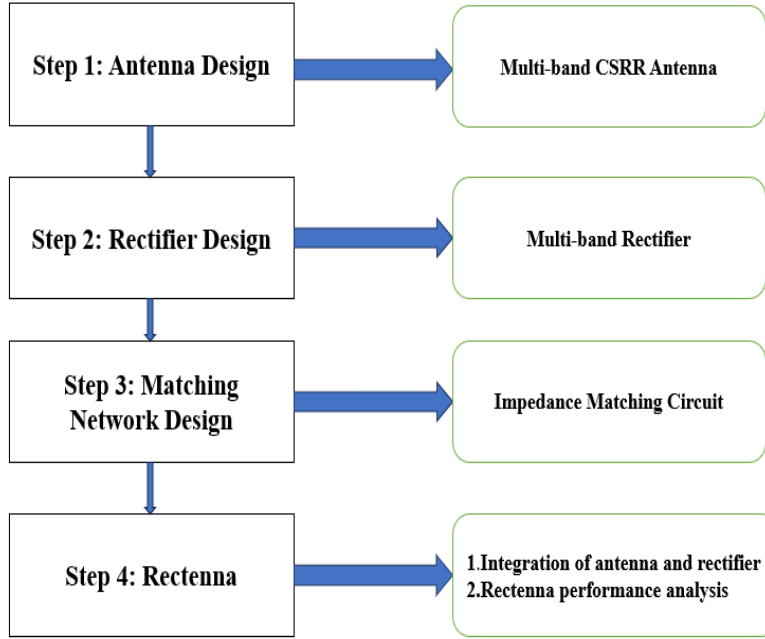 Step 1: Antenna Design
Multi-band CSRR Antenna
Step 2: Rectifier Design
Multi-band Rectifier
Step 3: Matching
Network Design
Impedance Matching Circuit
Step 4: Rectenna
1.Integration of antenna and rectifier
2.Rectenna performance analysis